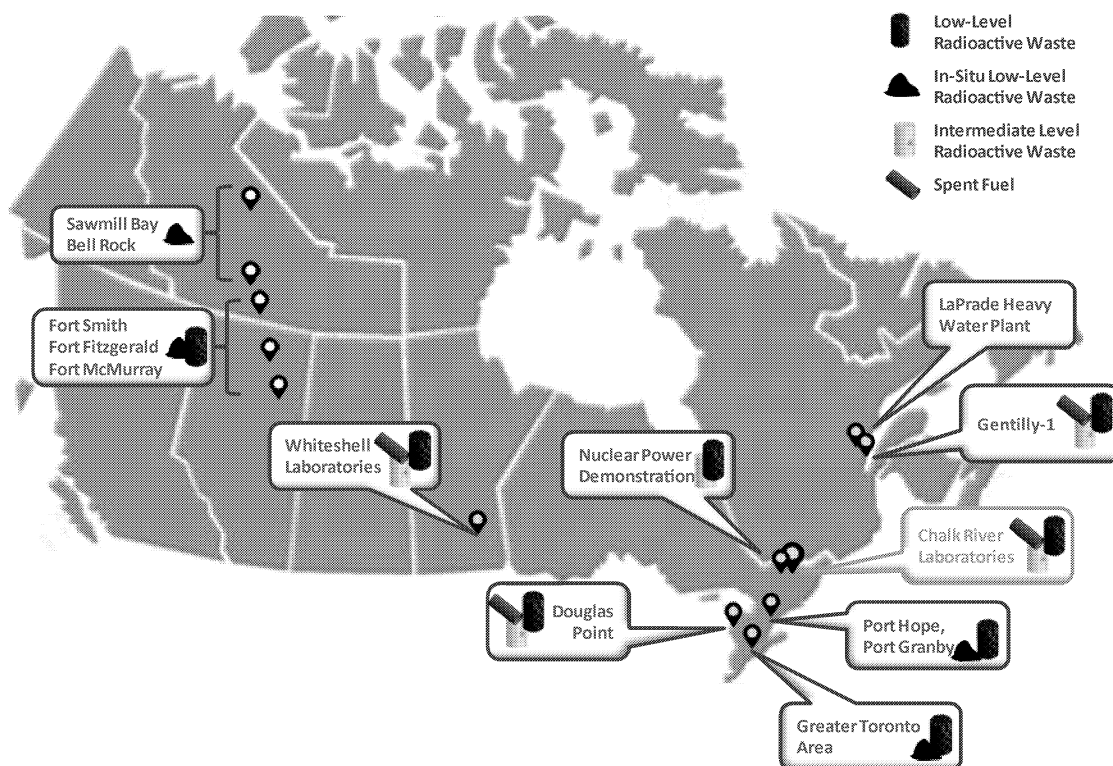 Low-Level
Radioactive Waste
In-Situ Low-Level
Radioactive Waste
Intermediate Level
Radioactive Waste
Spent Fuel
Sawmill Bay
Bell Rock
Fort Smith
Fort Fitzgerald
Fort McMurray
LaPrade Heavy
Water Plant
Gentilly-1
Whiteshell
Laboratories
Nuclear Power
Demonstration
Chalk River
Laboratories
Douglas
Point
Port Hope,
Port Granby
Greater Toronto
Area